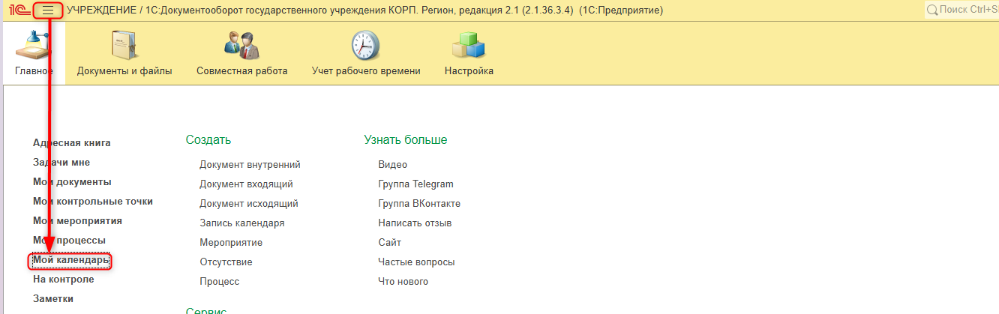 1С УЧРЕЖДЕНИЕ / 1С:Документооборот государственного учреждения КОРП. Регион, редакция 2.1 (2.1.36.3.4) (1С:Предприятие)
Поиск Ctrl+S
Главное
Документы и файлы
Совместная работа
Учет рабочего времени
Настройка
Адресная книга
Задачи мне
Мои документы
Мои контрольные точки
Мои мероприятия
Мои процессы
Мой календарь
На контроле
Заметки
Создать
Документ внутренний
Документ входящий
Документ исходящий
Запись календаря
Мероприятие
Отсутствие
Процесс
Сервис
Узнать больше
Видео
Группа Telegram
Группа ВКонтакте
Написать отзыв
Сайт
Частые вопросы
Что нового